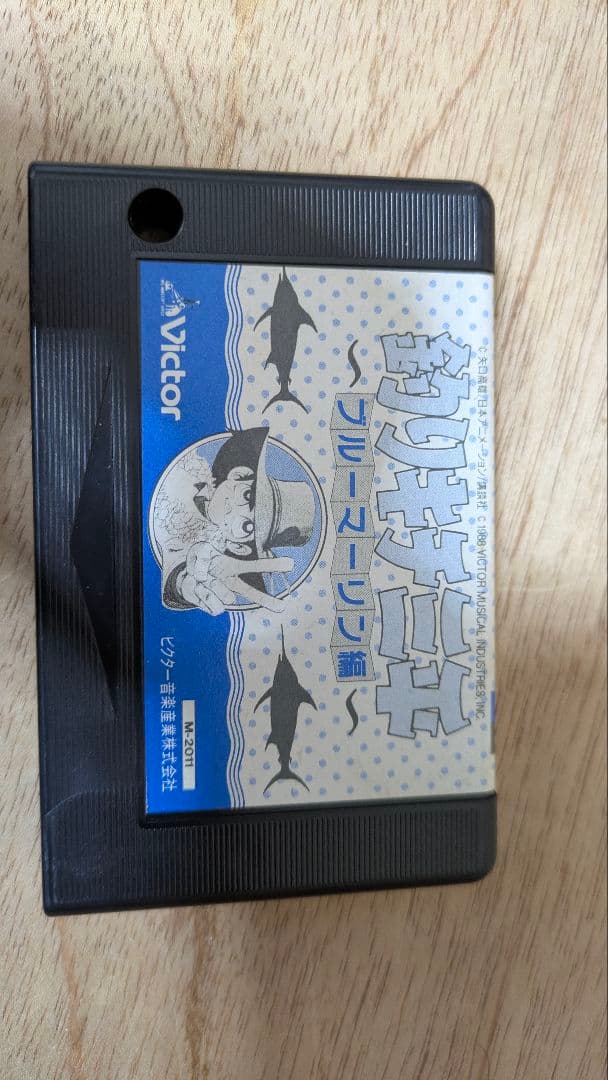 © 矢口高雄/日本アニメーション/講談社 © 1988 VICTOR MUSICAL INDUSTRIES, INC.
釣りキチ三平
〜ブルーマーリン編〜
Victor
M-2011
ビクター音楽産業株式会社